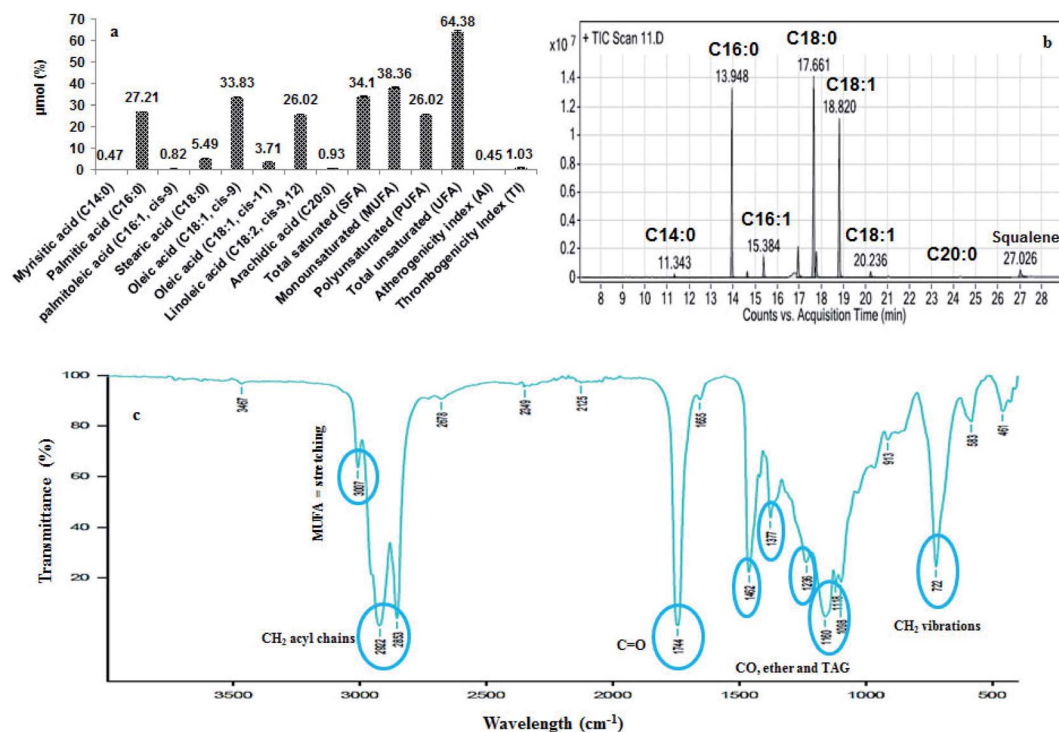 a
70
60
50
40
30
20
10
0
µmol (%)
0.47
27.21
0.82
5.49
33.83
3.71
26.02
0.93
34.1
38.36
26.02
64.38
0.45
1.03
Myrisitic acid (C14:0)
Palmitic acid (C16:0)
palmitoleic acid (C16:1, cis-9)
Stearic acid (C18:0)
Oleic acid (C18:1, cis-9)
Oleic acid (C18:1, cis-11)
Linoleic acid (C18:2, cis-9,12)
Arachidic acid (C20:0)
Total saturated (SFA)
Monounsaturated (MUFA)
Polyunsaturated (PUFA)
Total unsaturated (UFA)
Atherogenicity index (AI)
Thrombogenicity Index (TI)
b
x10⁷
+ TIC Scan 11.D
1.4
1.2
1
0.8
0.6
0.4
0.2
0
C14:0
11.343
C16:0
13.948
C16:1
15.384
C18:0
17.661
C18:1
18.820
C18:1
20.236
C20:0
Squalene
27.026
8 9 10 11 12 13 14 15 16 17 18 19 20 21 22 23 24 25 26 27 28
Counts vs. Acquisition Time (min)
c
100
80
60
40
20
Transmittance (%)
3467
3007
2922
2853
2678
2349
2125
1744
1655
1462
1377
1236
1160
1118
1098
913
722
583
461
MUFA = stretching
CH₂ acyl chains
C=O
CO, ether and TAG
CH₂ vibrations
3500 3000 2500 2000 1500 1000 500
Wavelength (cm⁻¹)